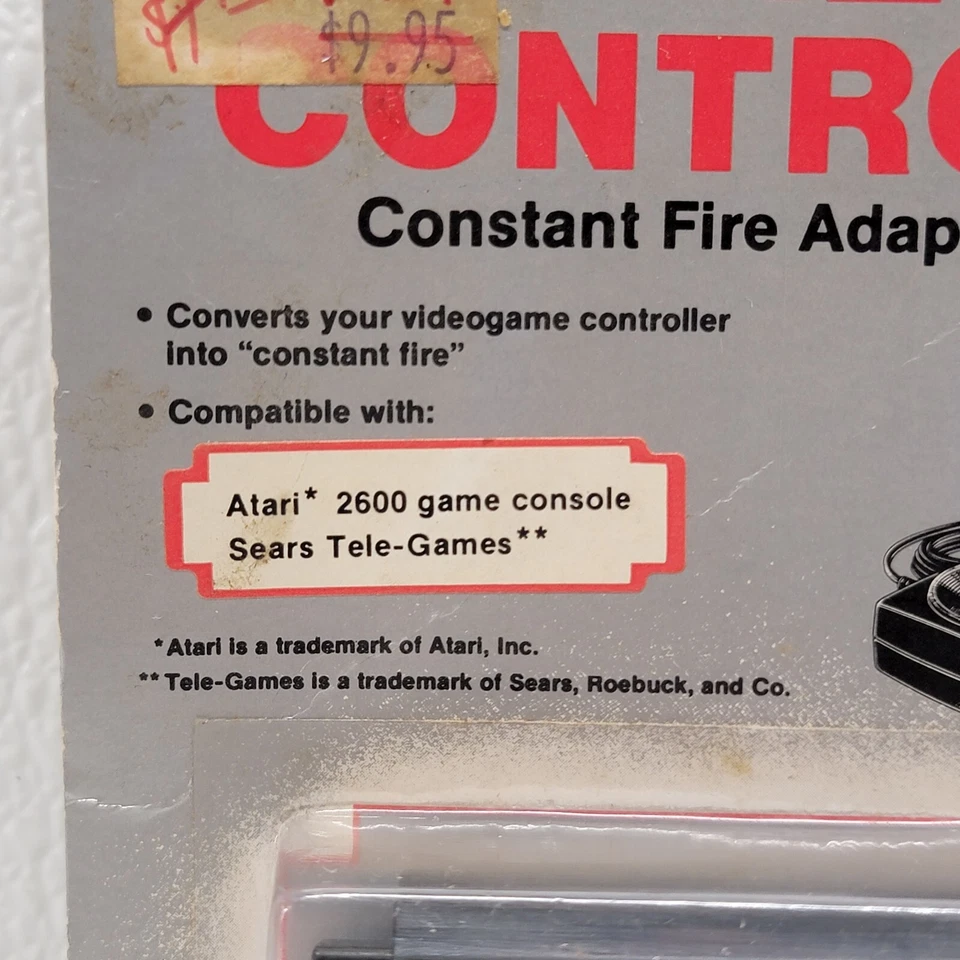 $9.95
CONTRO
Constant Fire Adap
• Converts your videogame controller
into “constant fire”
• Compatible with:
Atari* 2600 game console
Sears Tele-Games**
*Atari is a trademark of Atari, Inc.
**Tele-Games is a trademark of Sears, Roebuck, and Co.